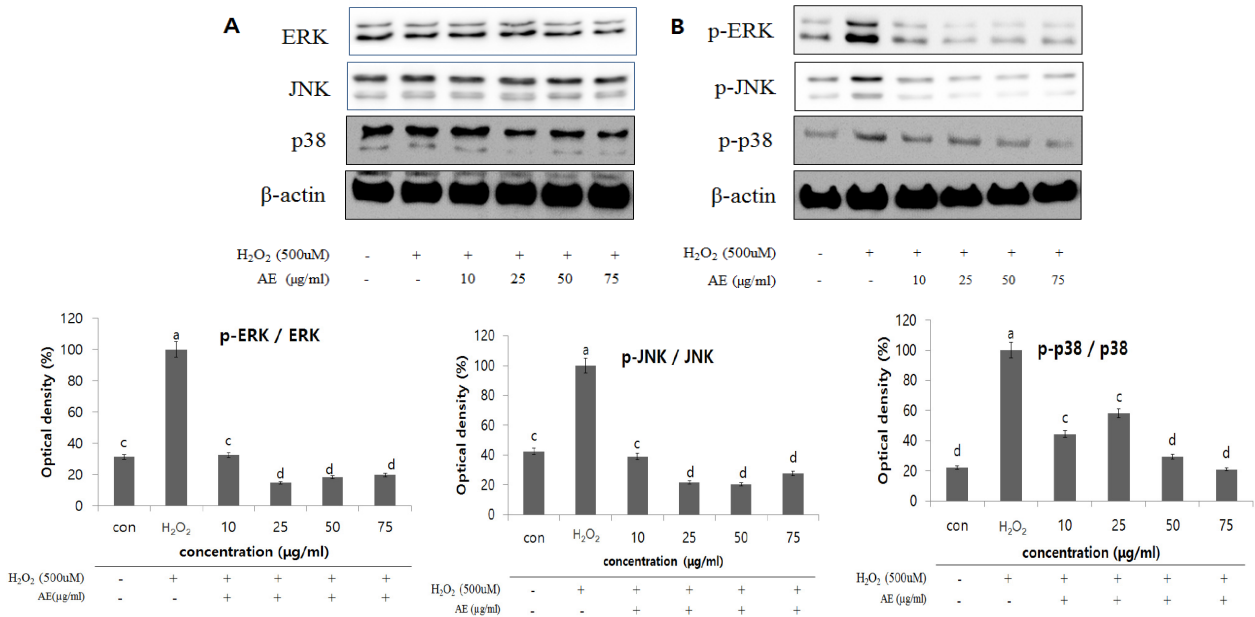 A
ERK
JNK
p38
β-actin
H₂O₂ (500uM) - + + + + +
AE (μg/ml) - - 10 25 50 75
B
p-ERK
p-JNK
p-p38
β-actin
H₂O₂ (500uM) - + + + + +
AE (μg/ml) - - 10 25 50 75
p-ERK / ERK
Optical density (%)
120
100
80
60
40
20
0
c a c d d d
con H₂O₂ 10 25 50 75
concentration (μg/ml)
H₂O₂ (500uM) - + + + + +
AE(μg/ml) - - + + + +
p-JNK / JNK
Optical density (%)
120
100
80
60
40
20
0
c a c d d d
con H₂O₂ 10 25 50 75
concentration (μg/ml)
H₂O₂ (500uM) - + + + + +
AE (μg/ml) - - + + + +
p-p38 / p38
Optical density (%)
120
100
80
60
40
20
0
d a c c d d
con H₂O₂ 10 25 50 75
concentration (μg/ml)
H₂O₂ (500uM) - + + + + +
AE(μg/ml) - - + + + +